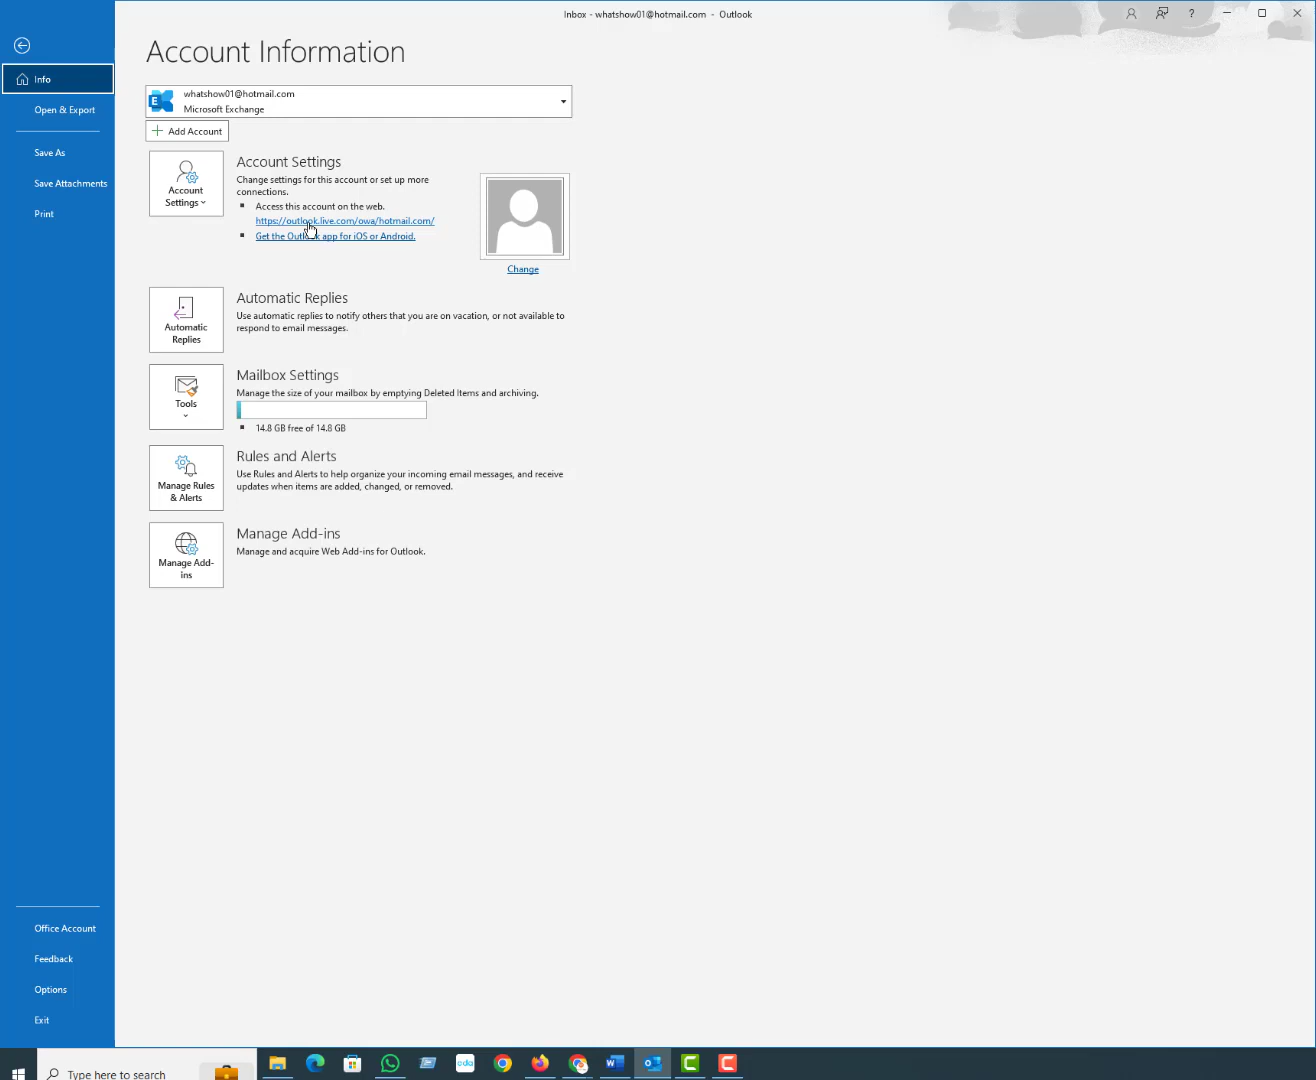 Inbox - whatshow01@hotmail.com - Outlook
?
Account Information
Info
Open & Export
Save As
Save Attachments
Print
whatshow01@hotmail.com
Microsoft Exchange
Add Account
Account Settings
Account Settings
Change settings for this account or set up more
connections.
Access this account on the web.
https://outlook.live.com/owa/hotmail.com/
Get the Outlook app for iOS or Android.
Change
Automatic
Replies
Automatic Replies
Use automatic replies to notify others that you are on vacation, or not available to
respond to email messages.
Tools
Mailbox Settings
Manage the size of your mailbox by emptying Deleted Items and archiving.
14.8 GB free of 14.8 GB
Manage Rules
& Alerts
Rules and Alerts
Use Rules and Alerts to help organize your incoming email messages, and receive
updates when items are added, changed, or removed.
Manage Add-
ins
Manage Add-ins
Manage and acquire Web Add-ins for Outlook.
Office Account
Feedback
Options
Exit
Type here to search